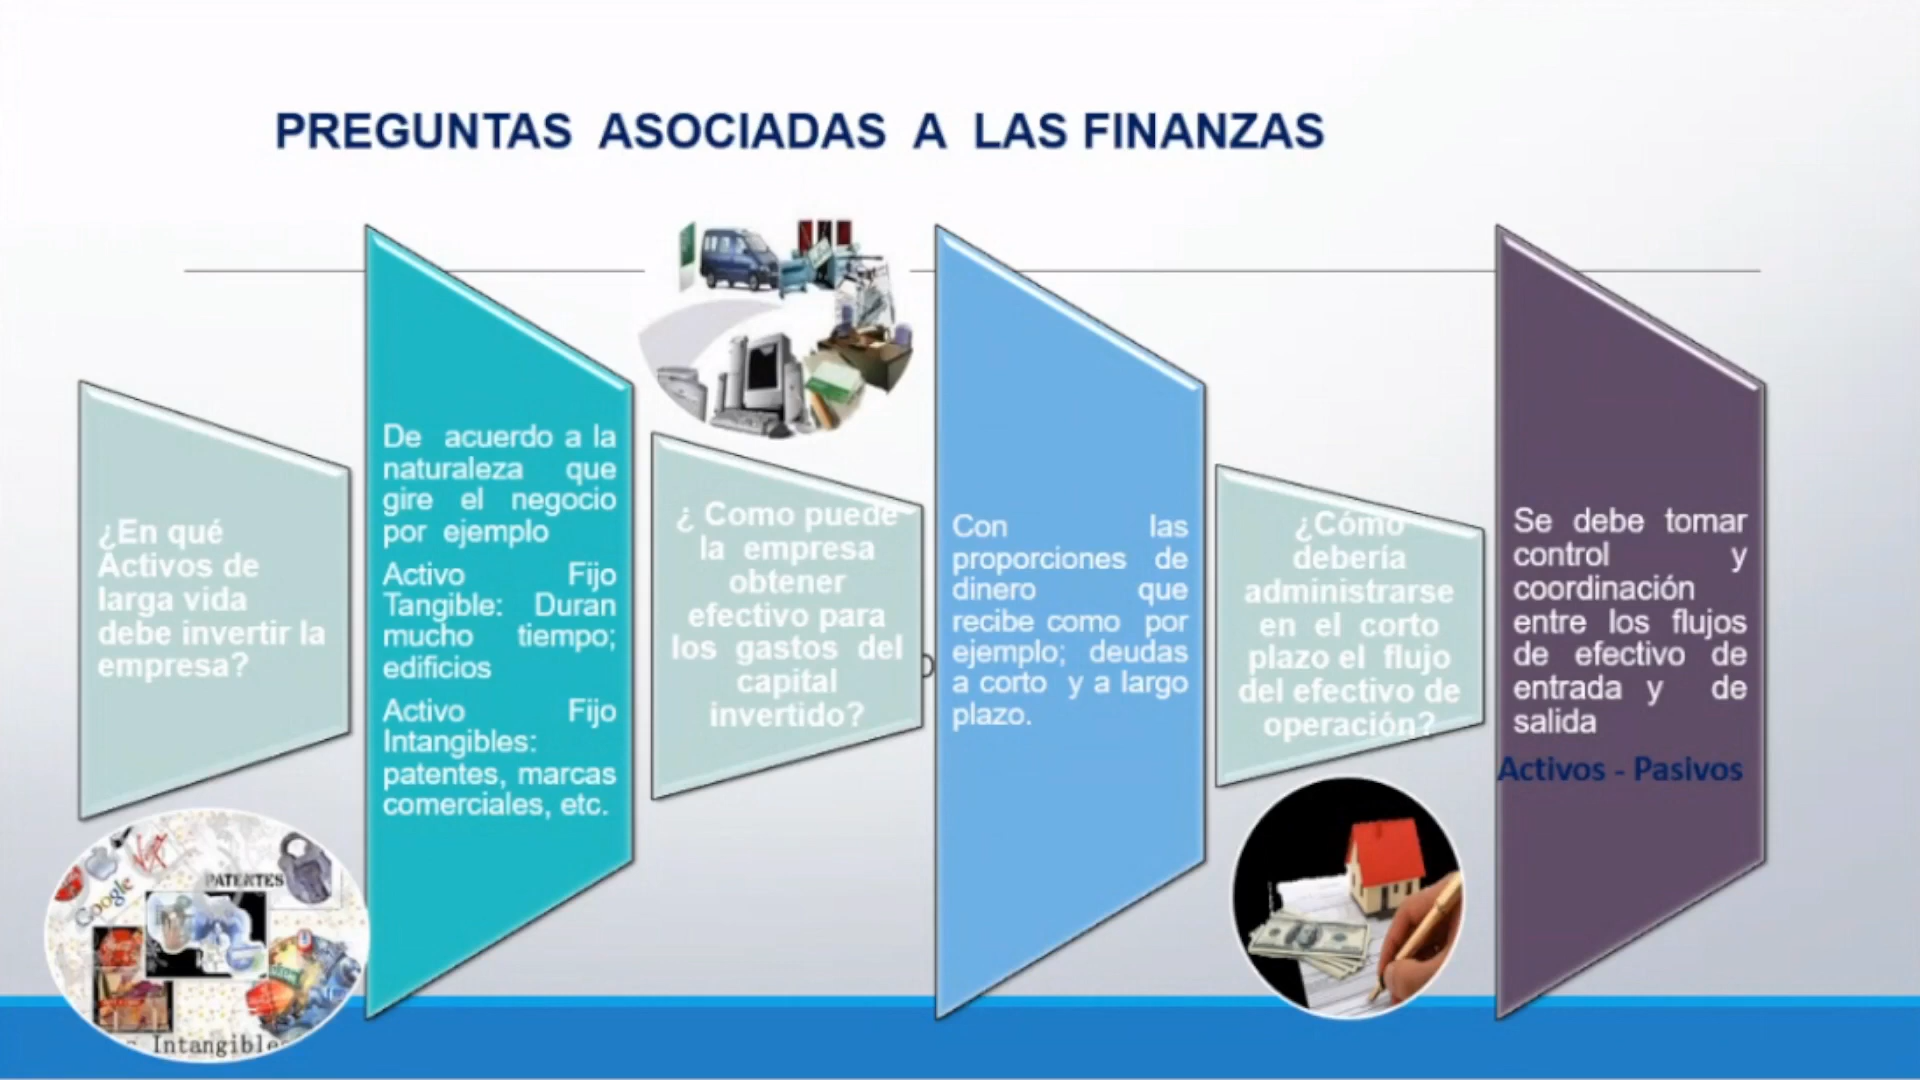 PREGUNTAS ASOCIADAS A LAS FINANZAS
¿En qué
Activos de
larga vida
debe invertir la
empresa?
De acuerdo a la
naturaleza que
gire el negocio
por ejemplo
Activo Fijo
Tangible: Duran
mucho tiempo;
edificios
Activo Fijo
Intangibles:
patentes, marcas
comerciales, etc.
¿ Como puede
la empresa
obtener
efectivo para
los gastos del
capital
invertido?
Con las
proporciones de
dinero que
recibe como por
ejemplo; deudas
a corto y a largo
plazo.
¿Cómo
debería
administrarse
en el corto
plazo el flujo
del efectivo de
operación?
Se debe tomar
control y
coordinación
entre los flujos
de efectivo de
entrada y de
salida
Activos - Pasivos
Virgin
Google
PATENTES
Intangible